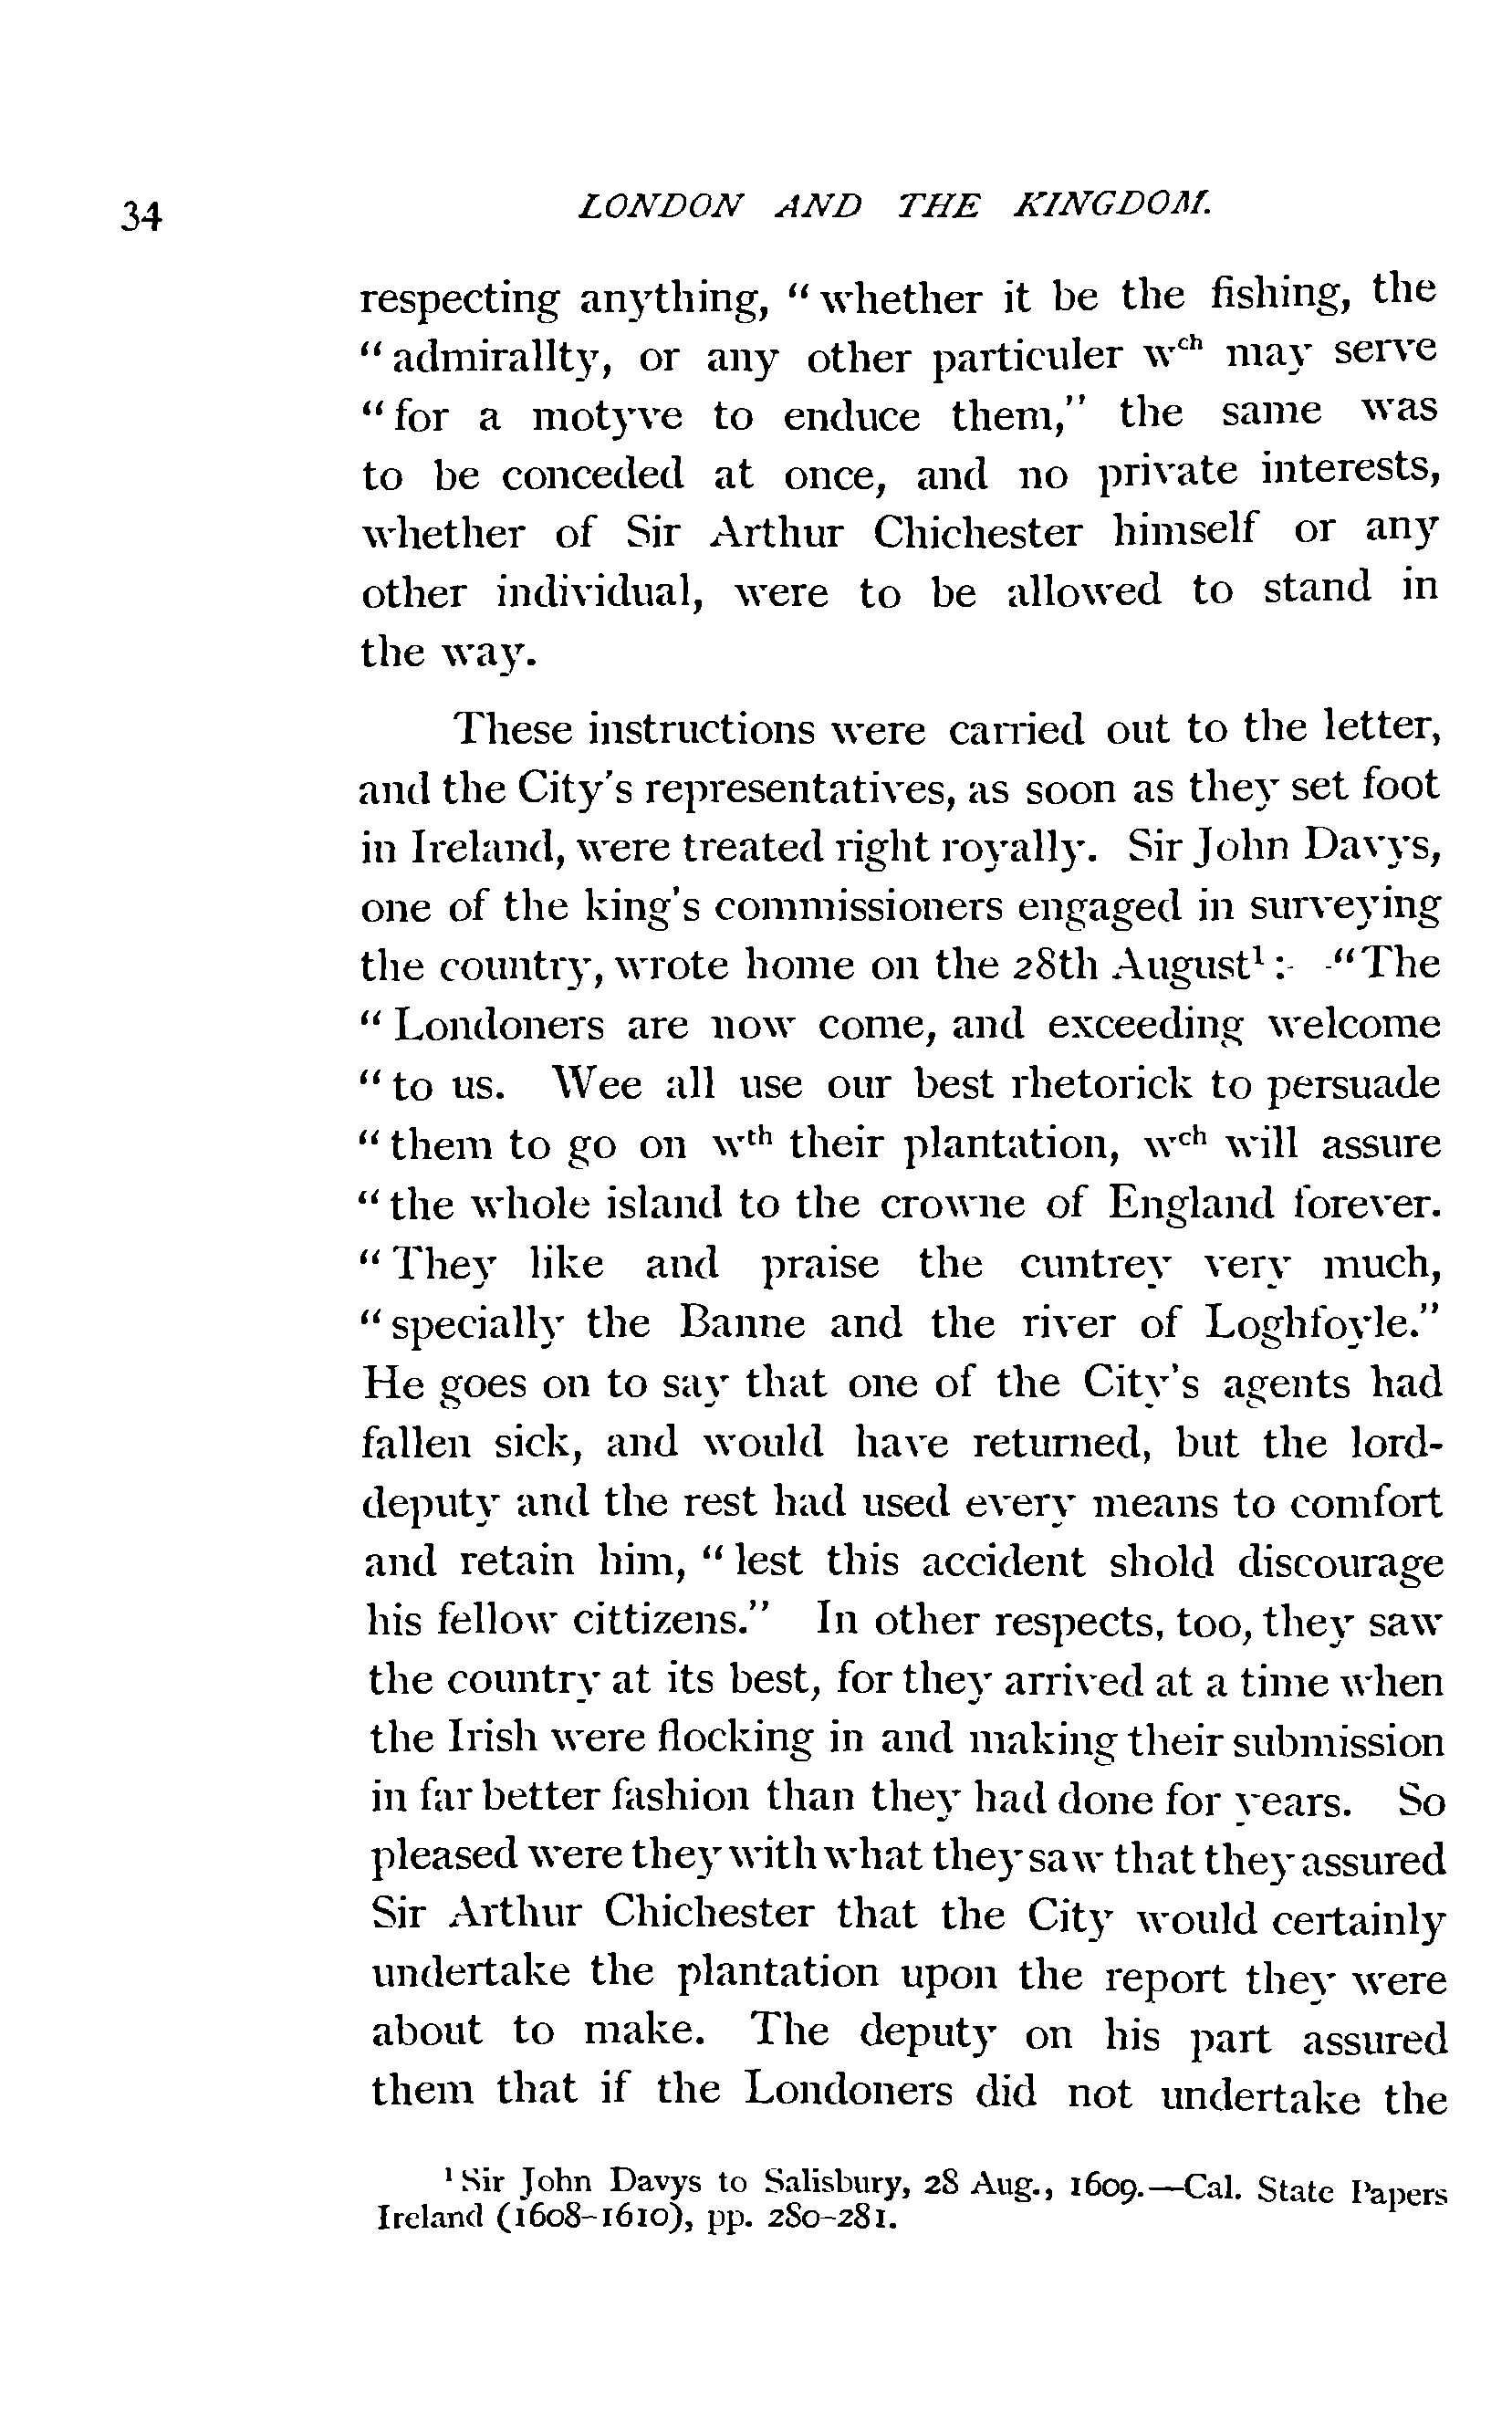 34 LONDON AND THE KINGDOM.
respecting anything, “ whether it be the fishing, the
“ admirallty, or any other particuler wᶜʰ may serve
“ for a motyve to enduce them,” the same was
to be conceded at once, and no private interests,
whether of Sir Arthur Chichester himself or any
other individual, were to be allowed to stand in
the way.
These instructions were carried out to the letter,
and the City's representatives, as soon as they set foot
in Ireland, were treated right royally. Sir John Davys,
one of the king's commissioners engaged in surveying
the country, wrote home on the 28th August¹ :- -“ The
“ Londoners are now come, and exceeding welcome
“ to us. Wee all use our best rhetorick to persuade
“ them to go on wᵗʰ their plantation, wᶜʰ will assure
“ the whole island to the crowne of England forever.
“ They like and praise the cuntrey very much,
“ specially the Banne and the river of Loghfoyle.”
He goes on to say that one of the City's agents had
fallen sick, and would have returned, but the lord-
deputy and the rest had used every means to comfort
and retain him, “ lest this accident shold discourage
his fellow cittizens.” In other respects, too, they saw
the country at its best, for they arrived at a time when
the Irish were flocking in and making their submission
in far better fashion than they had done for years. So
pleased were they with what they saw that they assured
Sir Arthur Chichester that the City would certainly
undertake the plantation upon the report they were
about to make. The deputy on his part assured
them that if the Londoners did not undertake the
¹ Sir John Davys to Salisbury, 28 Aug., 1609.—Cal. State Papers
Ireland (1608-1610), pp. 280-281.